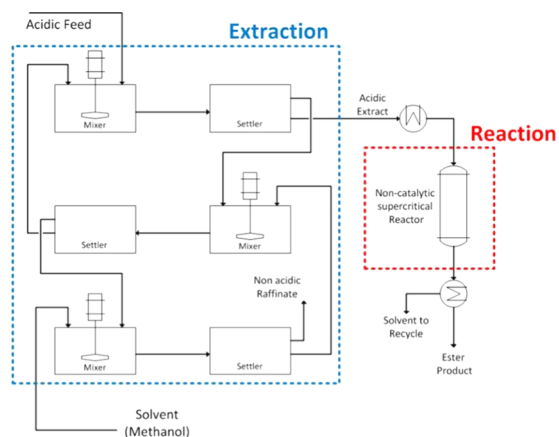 Acidic Feed
Extraction
Mixer
Settler
Acidic
Extract
Reaction
Non-catalytic
supercritical
Reactor
Settler
Mixer
Non acidic
Raffinate
Mixer
Settler
Solvent to
Recycle
Ester
Product
Solvent
(Methanol)